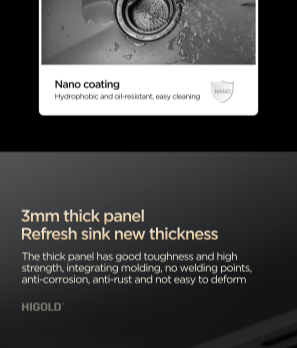 Nano coating
Hydrophobic and oil-resistant, easy cleaning
NANO
3mm thick panel
Refresh sink new thickness
The thick panel has good toughness and high
strength, integrating molding, no welding points,
anti-corrosion, anti-rust and not easy to deform
HIGOLD